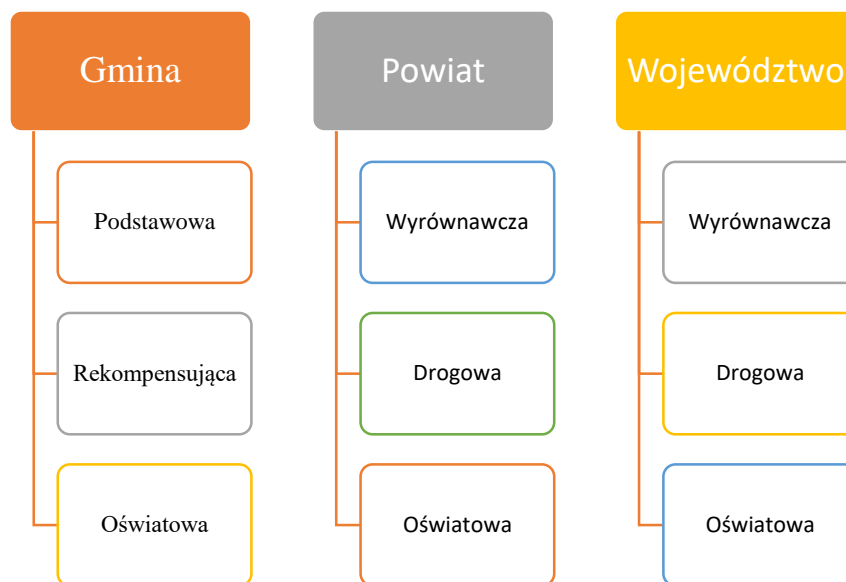 Gmina
Podstawowa
Rekompensująca
Oświatowa
Powiat
Wyrównawcza
Drogowa
Oświatowa
Województwo
Wyrównawcza
Drogowa
Oświatowa